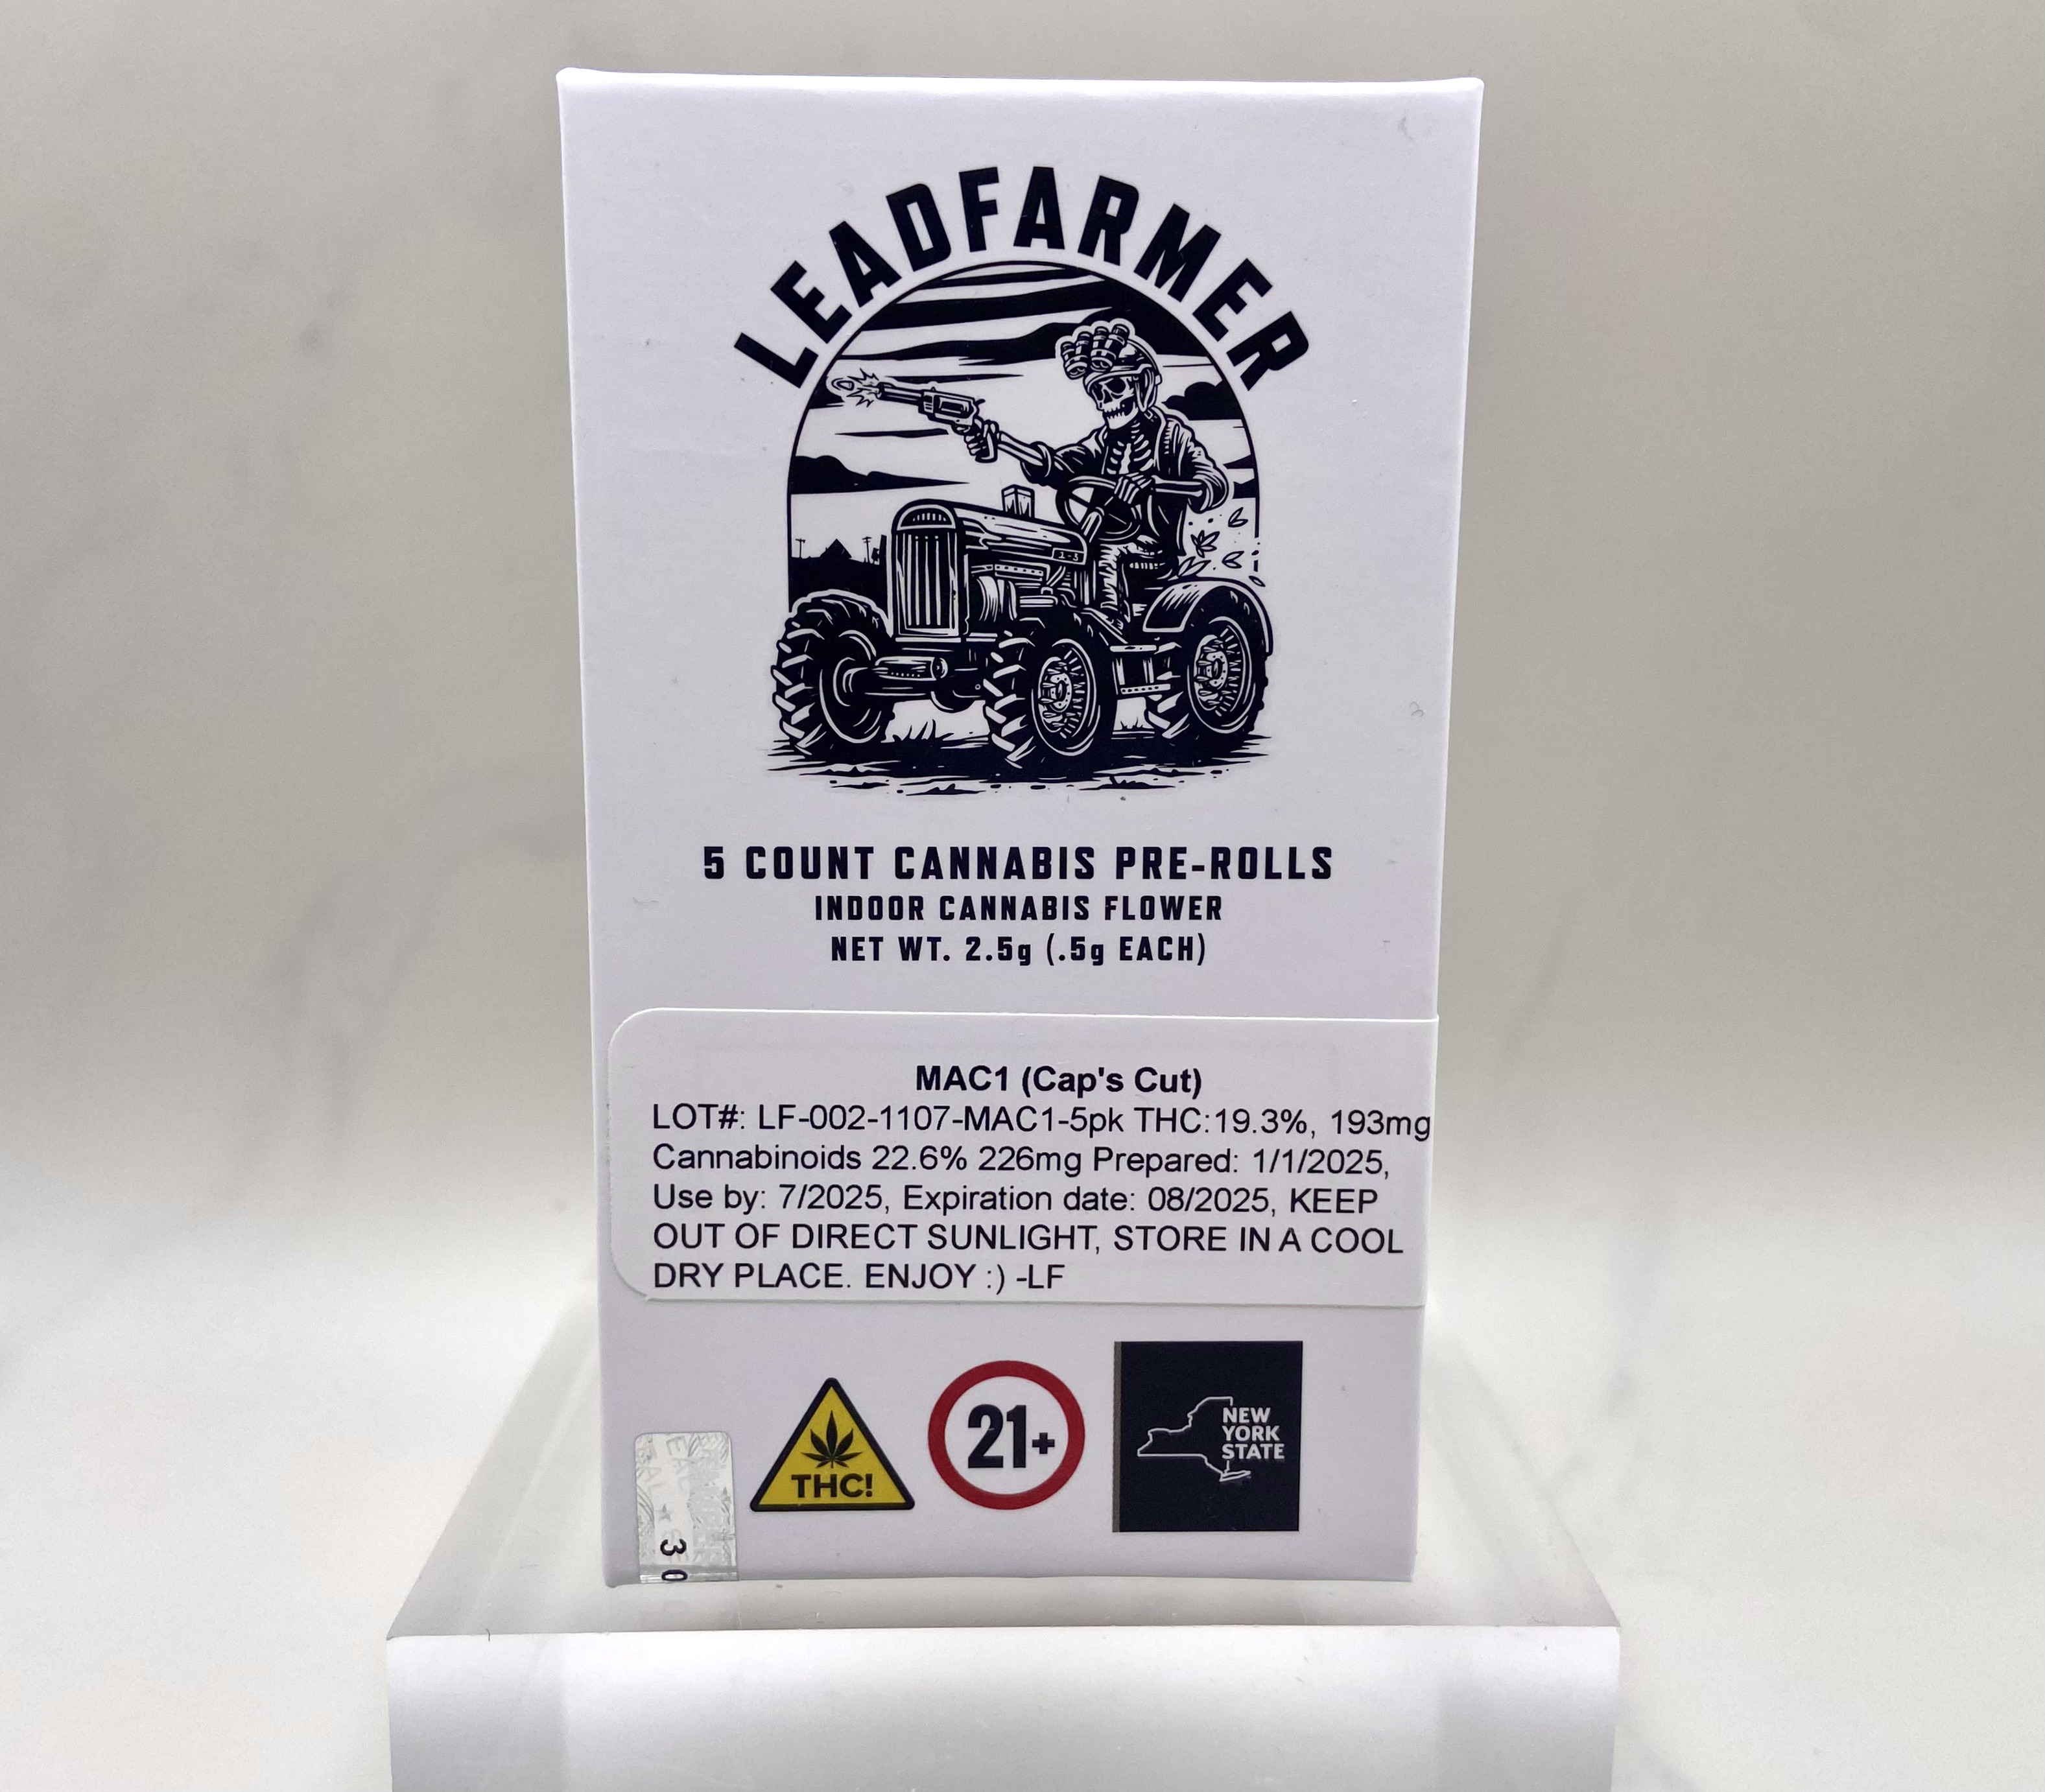 LEADFARMER
5 COUNT CANNABIS PRE-ROLLS
INDOOR CANNABIS FLOWER
NET WT. 2.5g (.5g EACH)
MAC1 (Cap's Cut)
LOT#: LF-002-1107-MAC1-5pk THC:19.3%, 193mg
Cannabinoids 22.6% 226mg Prepared: 1/1/2025,
Use by: 7/2025, Expiration date: 08/2025, KEEP
OUT OF DIRECT SUNLIGHT, STORE IN A COOL
DRY PLACE. ENJOY :) -LF
THC!
21+
NEW
YORK
STATE
3